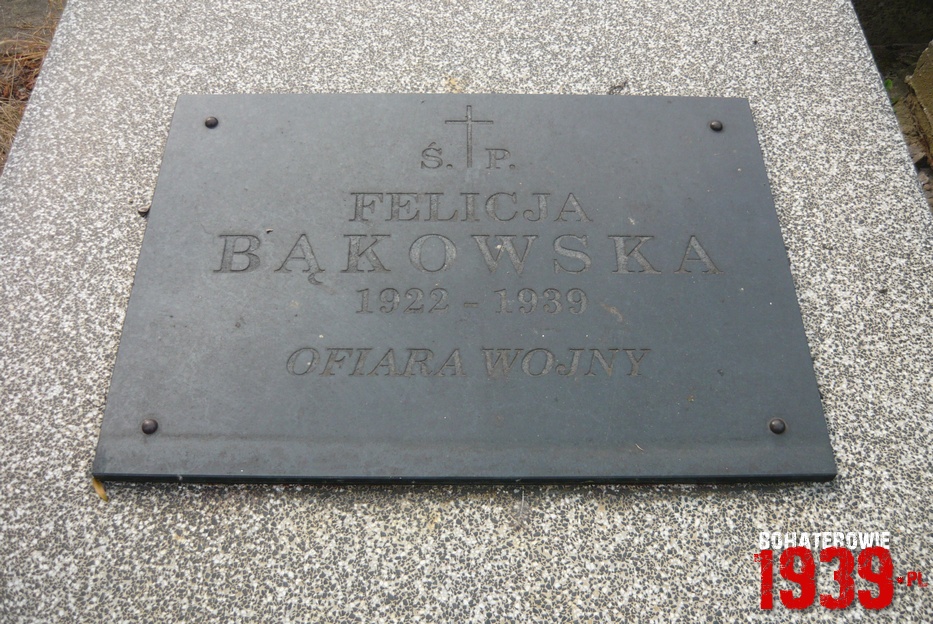 Ś. P.
FELICJA
BĄKOWSKA
1922 - 1939
OFIARA WOJNY
BOHATEROWIE
1939.PL